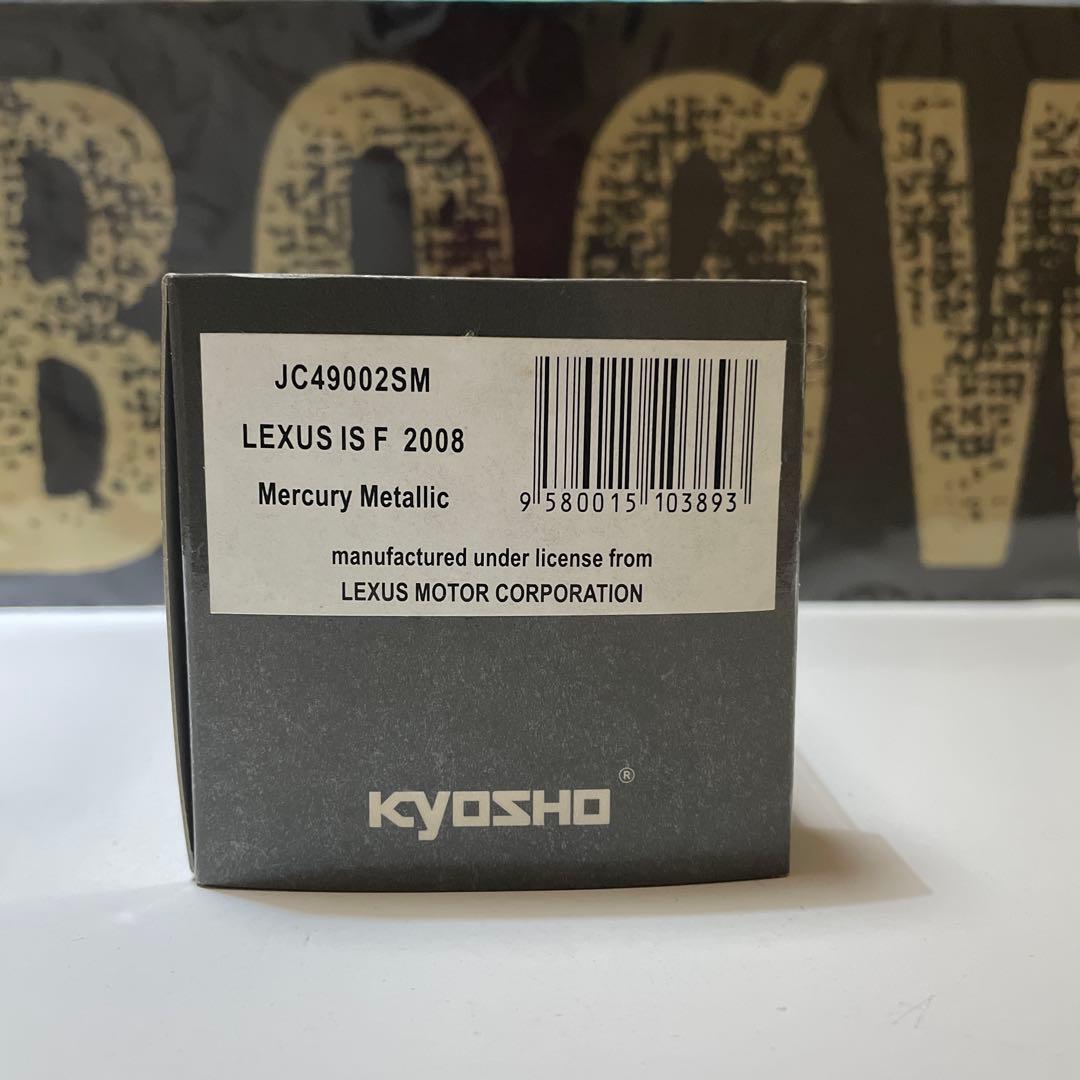 JC49002SM
LEXUS IS F 2008
Mercury Metallic
9 580015 103893
manufactured under license from
LEXUS MOTOR CORPORATION
KYOSHO ®